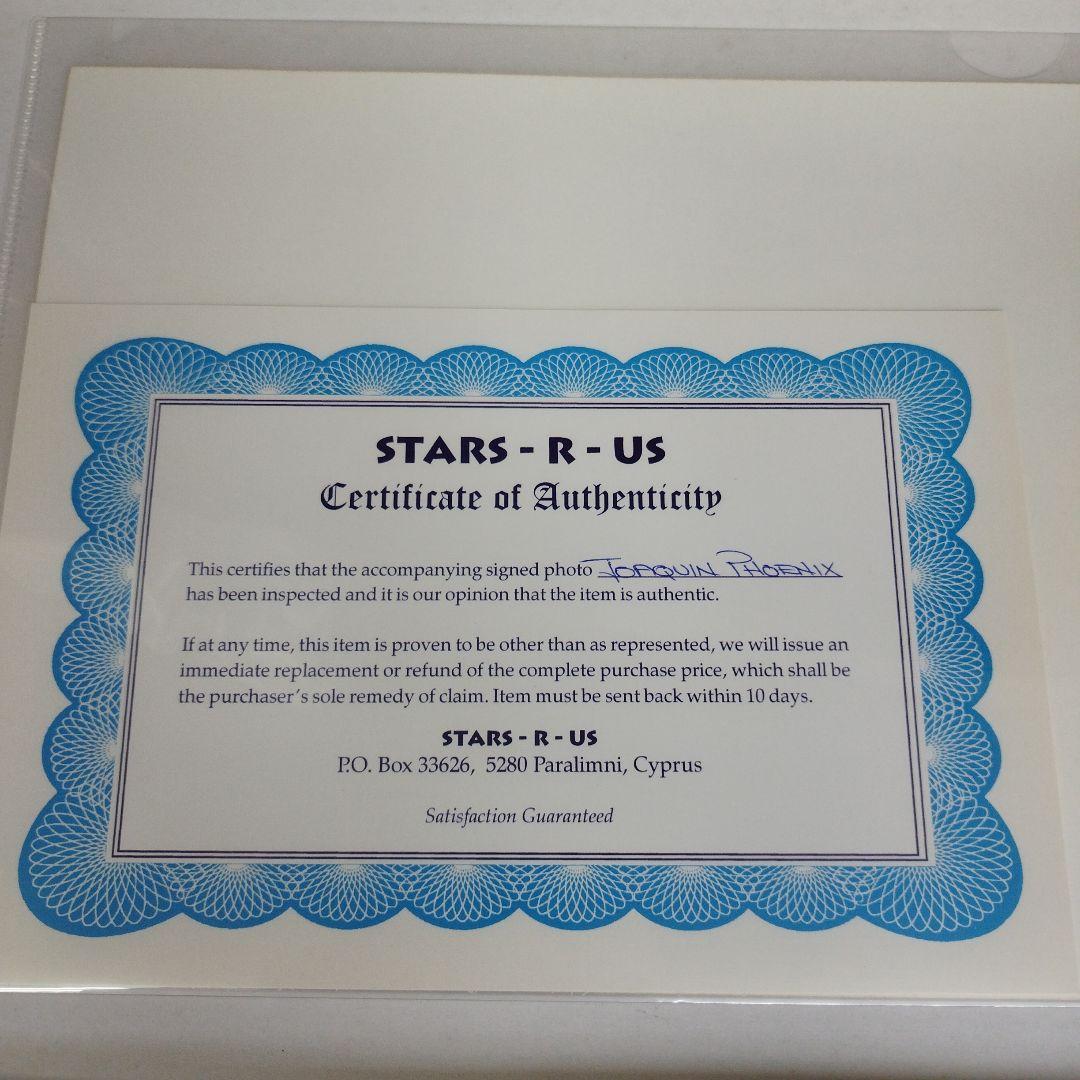 STARS - R - US
Certificate of Authenticity
This certifies that the accompanying signed photo JOAQUIN PHOENIX
has been inspected and it is our opinion that the item is authentic.
If at any time, this item is proven to be other than as represented, we will issue an
immediate replacement or refund of the complete purchase price, which shall be
the purchaser's sole remedy of claim. Item must be sent back within 10 days.
STARS - R - US
P.O. Box 33626, 5280 Paralimni, Cyprus
Satisfaction Guaranteed